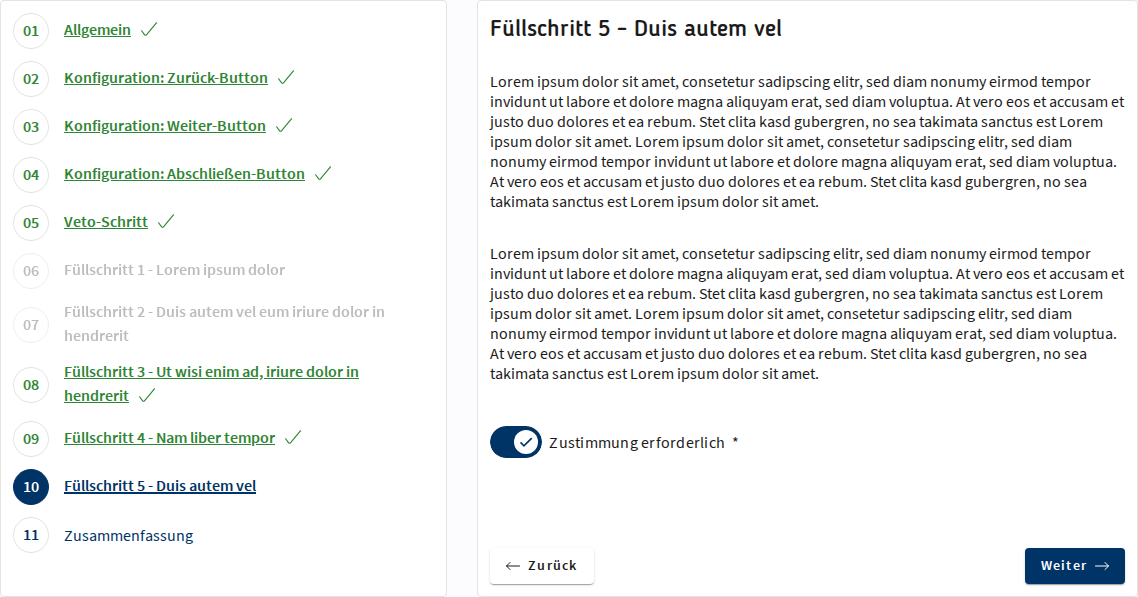 01 Allgemein
02 Konfiguration: Zurück-Button
03 Konfiguration: Weiter-Button
04 Konfiguration: Abschließen-Button
05 Veto-Schritt
06 Füllschritt 1 - Lorem ipsum dolor
07 Füllschritt 2 - Duis autem vel eum iriure dolor in
hendrerit
08 Füllschritt 3 - Ut wisi enim ad, iriure dolor in
hendrerit
09 Füllschritt 4 - Nam liber tempor
10 Füllschritt 5 - Duis autem vel
11 Zusammenfassung
Füllschritt 5 – Duis autem vel
Lorem ipsum dolor sit amet, consetetur sadipscing elitr, sed diam nonumy eirmod tempor
invidunt ut labore et dolore magna aliquyam erat, sed diam voluptua. At vero eos et accusam et
justo duo dolores et ea rebum. Stet clita kasd gubergren, no sea takimata sanctus est Lorem
ipsum dolor sit amet. Lorem ipsum dolor sit amet, consetetur sadipscing elitr, sed diam
nonumy eirmod tempor invidunt ut labore et dolore magna aliquyam erat, sed diam voluptua.
At vero eos et accusam et justo duo dolores et ea rebum. Stet clita kasd gubergren, no sea
takimata sanctus est Lorem ipsum dolor sit amet.
Lorem ipsum dolor sit amet, consetetur sadipscing elitr, sed diam nonumy eirmod tempor
invidunt ut labore et dolore magna aliquyam erat, sed diam voluptua. At vero eos et accusam et
justo duo dolores et ea rebum. Stet clita kasd gubergren, no sea takimata sanctus est Lorem
ipsum dolor sit amet. Lorem ipsum dolor sit amet, consetetur sadipscing elitr, sed diam
nonumy eirmod tempor invidunt ut labore et dolore magna aliquyam erat, sed diam voluptua.
At vero eos et accusam et justo duo dolores et ea rebum. Stet clita kasd gubergren, no sea
takimata sanctus est Lorem ipsum dolor sit amet.
Zustimmung erforderlich *
← Zurück
Weiter →